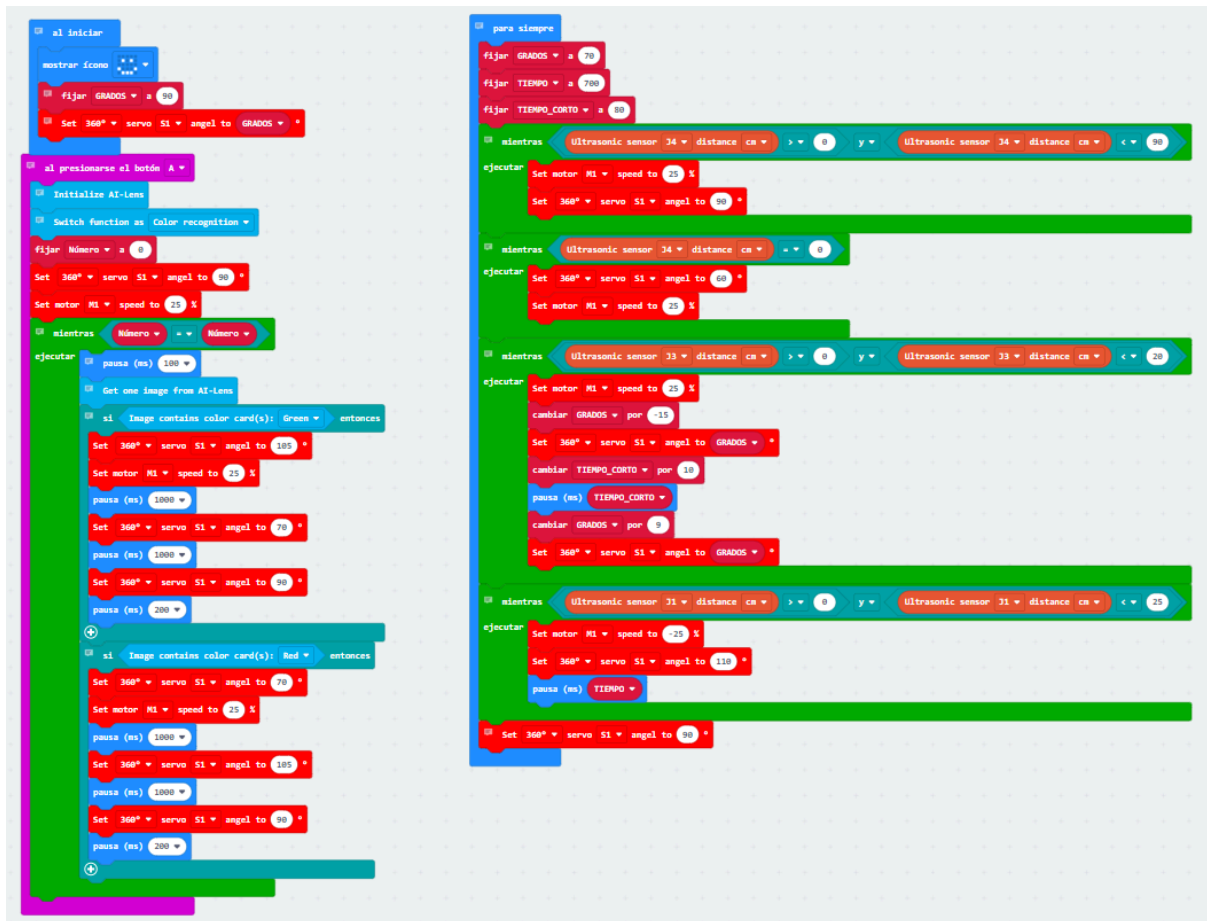 al iniciar
mostrar ícono
fijar GRADOS a 90
Set 360° servo S1 angel to GRADOS °
al presionarse el botón A
Initialize AI-Lens
Switch function as Color recognition
fijar Número a 0
Set 360° servo S1 angel to 90 °
Set motor M1 speed to 25 %
mientras Número = Número
ejecutar
pausa (ms) 100
Get one image from AI-Lens
si Image contains color card(s): Green entonces
Set 360° servo S1 angel to 105 °
Set motor M1 speed to 25 %
pausa (ms) 1000
Set 360° servo S1 angel to 70 °
pausa (ms) 1000
Set 360° servo S1 angel to 90 °
pausa (ms) 200
si Image contains color card(s): Red entonces
Set 360° servo S1 angel to 70 °
Set motor M1 speed to 25 %
pausa (ms) 1000
Set 360° servo S1 angel to 105 °
pausa (ms) 1000
Set 360° servo S1 angel to 90 °
pausa (ms) 200
para siempre
fijar GRADOS a 70
fijar TIEMPO a 700
fijar TIEMPO_CORTO a 80
mientras Ultrasonic sensor J4 distance cm > 0 y Ultrasonic sensor J4 distance cm < 90
ejecutar
Set motor M1 speed to 25 %
Set 360° servo S1 angel to 90 °
mientras Ultrasonic sensor J4 distance cm = 0
ejecutar
Set 360° servo S1 angel to 60 °
Set motor M1 speed to 25 %
mientras Ultrasonic sensor J3 distance cm > 0 y Ultrasonic sensor J3 distance cm < 20
ejecutar
Set motor M1 speed to 25 %
cambiar GRADOS por -15
Set 360° servo S1 angel to GRADOS °
cambiar TIEMPO_CORTO por 10
pausa (ms) TIEMPO_CORTO
cambiar GRADOS por 9
Set 360° servo S1 angel to GRADOS °
mientras Ultrasonic sensor J1 distance cm > 0 y Ultrasonic sensor J1 distance cm < 25
ejecutar
Set motor M1 speed to -25 %
Set 360° servo S1 angel to 110 °
pausa (ms) TIEMPO
Set 360° servo S1 angel to 90 °